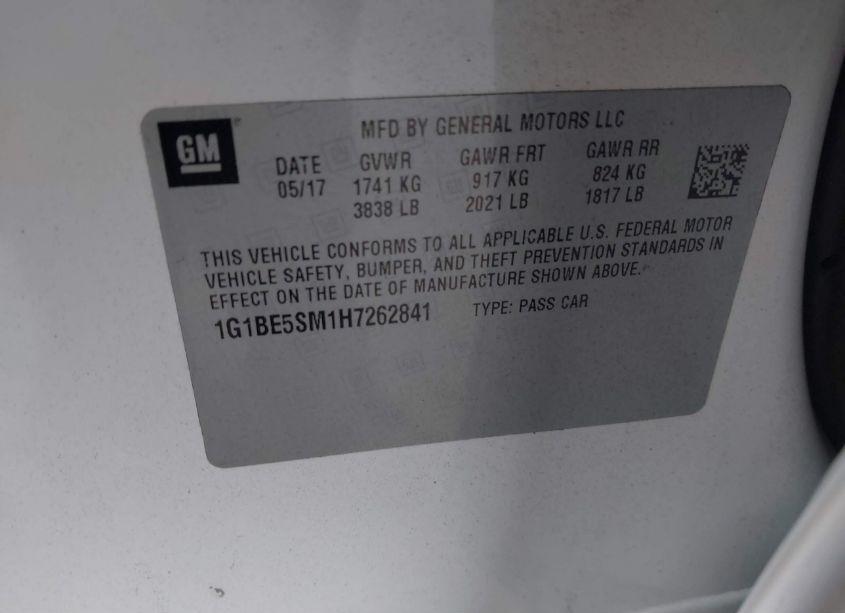 GM
MFD BY GENERAL MOTORS LLC
DATE GVWR GAWR FRT GAWR RR
05/17 1741 KG 917 KG 824 KG
3838 LB 2021 LB 1817 LB
THIS VEHICLE CONFORMS TO ALL APPLICABLE U.S. FEDERAL MOTOR
VEHICLE SAFETY, BUMPER, AND THEFT PREVENTION STANDARDS IN
EFFECT ON THE DATE OF MANUFACTURE SHOWN ABOVE.
1G1BE5SM1H7262841 TYPE: PASS CAR